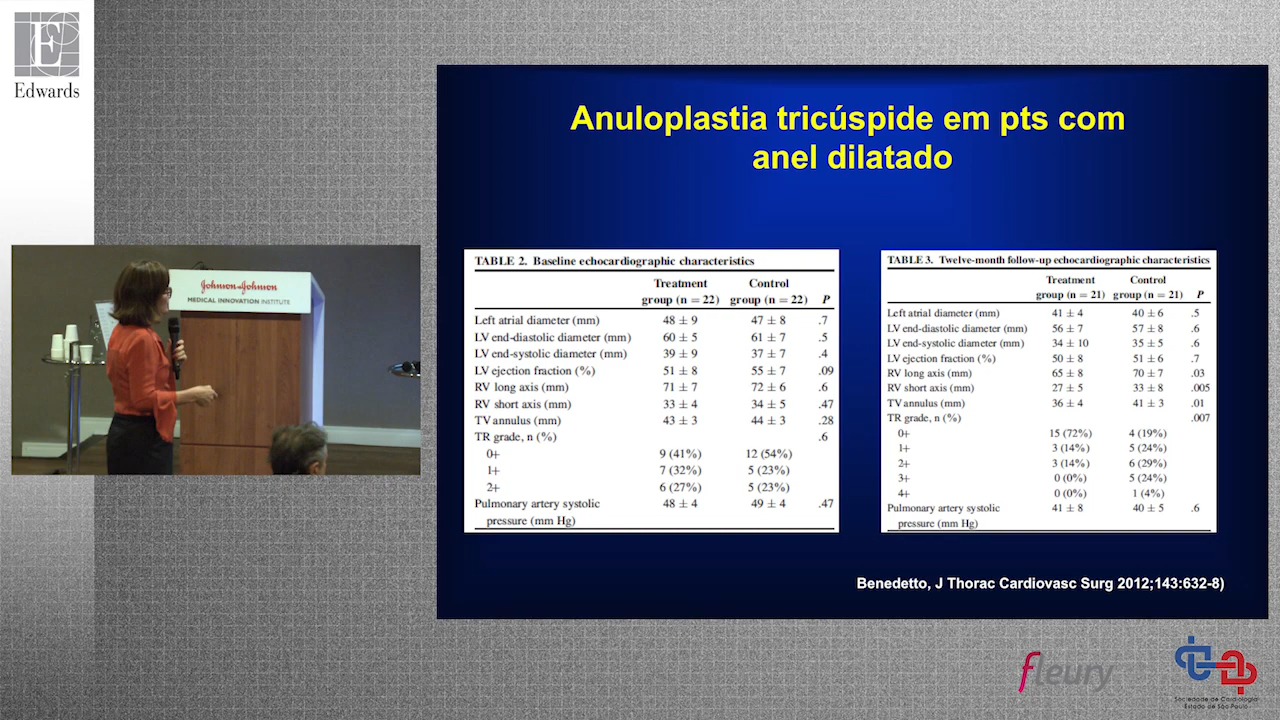 Edwards
Anuloplastia tricúspide em pts com
anel dilatado
Johnson & Johnson
MEDICAL INNOVATION INSTITUTE
TABLE 2. Baseline echocardiographic characteristics
Treatment Control
group (n = 22) group (n = 22) P
Left atrial diameter (mm) 48 ± 9 47 ± 8 .7
LV end-diastolic diameter (mm) 60 ± 5 61 ± 7 .5
LV end-systolic diameter (mm) 39 ± 9 37 ± 7 .4
LV ejection fraction (%) 51 ± 8 55 ± 7 .09
RV long axis (mm) 71 ± 7 72 ± 6 .6
RV short axis (mm) 33 ± 4 34 ± 5 .47
TV annulus (mm) 43 ± 3 44 ± 3 .28
TR grade, n (%) .6
0+ 9 (41%) 12 (54%)
1+ 7 (32%) 5 (23%)
2+ 6 (27%) 5 (23%)
Pulmonary artery systolic 48 ± 4 49 ± 4 .47
pressure (mm Hg)
TABLE 3. Twelve-month follow-up echocardiographic characteristics
Treatment Control
group (n = 21) group (n = 21) P
Left atrial diameter (mm) 41 ± 4 40 ± 6 .5
LV end-diastolic diameter (mm) 56 ± 7 57 ± 8 .6
LV end-systolic diameter (mm) 34 ± 10 35 ± 5 .6
LV ejection fraction (%) 50 ± 8 51 ± 6 .7
RV long axis (mm) 65 ± 8 70 ± 7 .03
RV short axis (mm) 27 ± 5 33 ± 8 .005
TV annulus (mm) 36 ± 4 41 ± 3 .01
TR grade, n (%) .007
0+ 15 (72%) 4 (19%)
1+ 3 (14%) 5 (24%)
2+ 3 (14%) 6 (29%)
3+ 0 (0%) 5 (24%)
4+ 0 (0%) 1 (4%)
Pulmonary artery systolic 41 ± 8 40 ± 5 .6
pressure (mm Hg)
Benedetto, J Thorac Cardiovasc Surg 2012;143:632-8)
fleury
Sociedade de Cardiologia
Estado de São Paulo